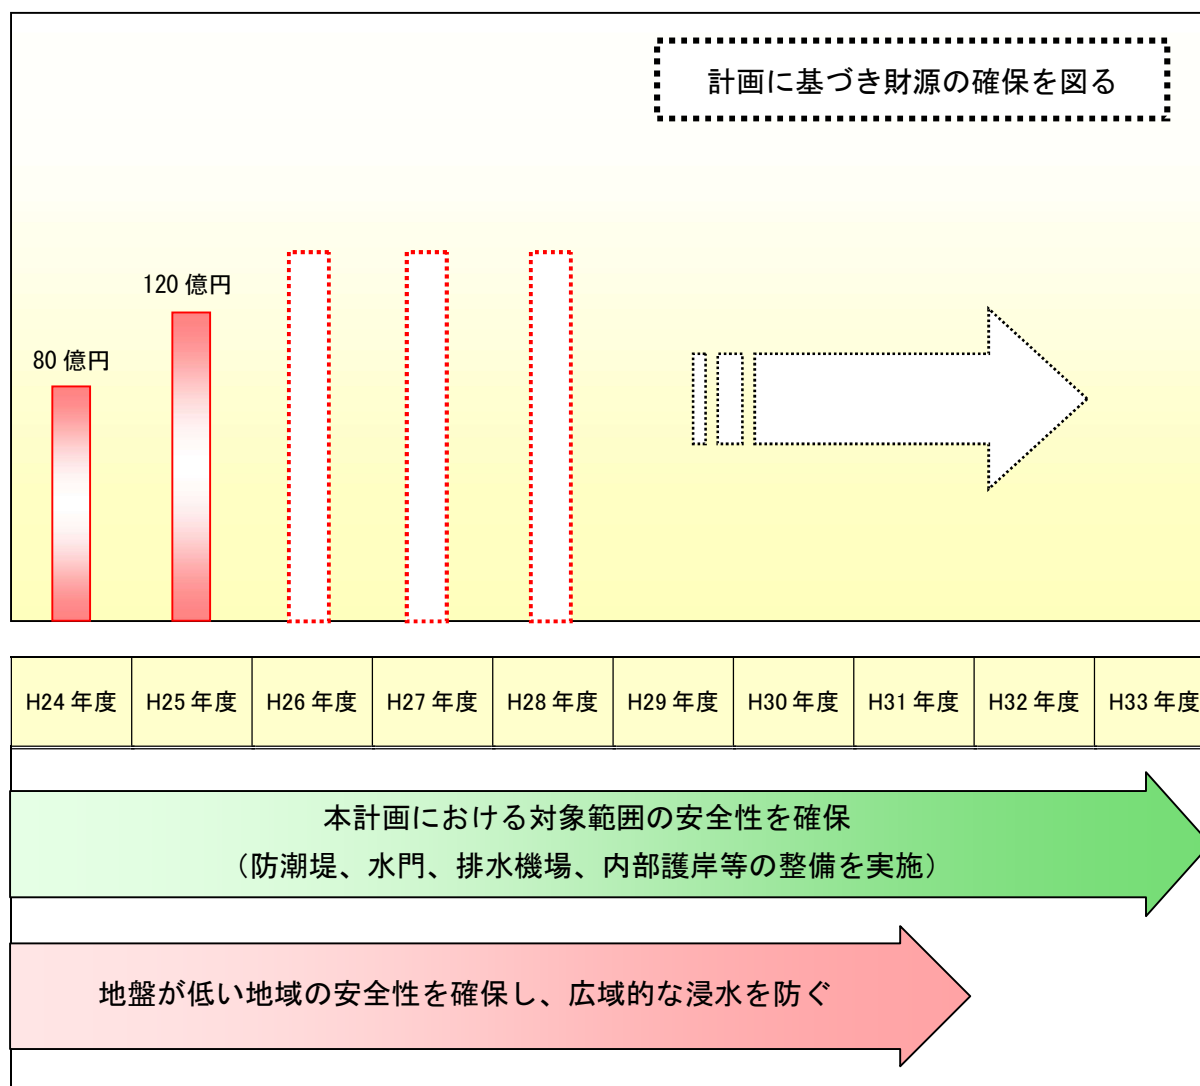 計画に基づき財源の確保を図る
120 億円
80 億円
H24 年度 H25 年度 H26 年度 H27 年度 H28 年度 H29 年度 H30 年度 H31 年度 H32 年度 H33 年度
本計画における対象範囲の安全性を確保
（防潮堤、水門、排水機場、内部護岸等の整備を実施）
地盤が低い地域の安全性を確保し、広域的な浸水を防ぐ